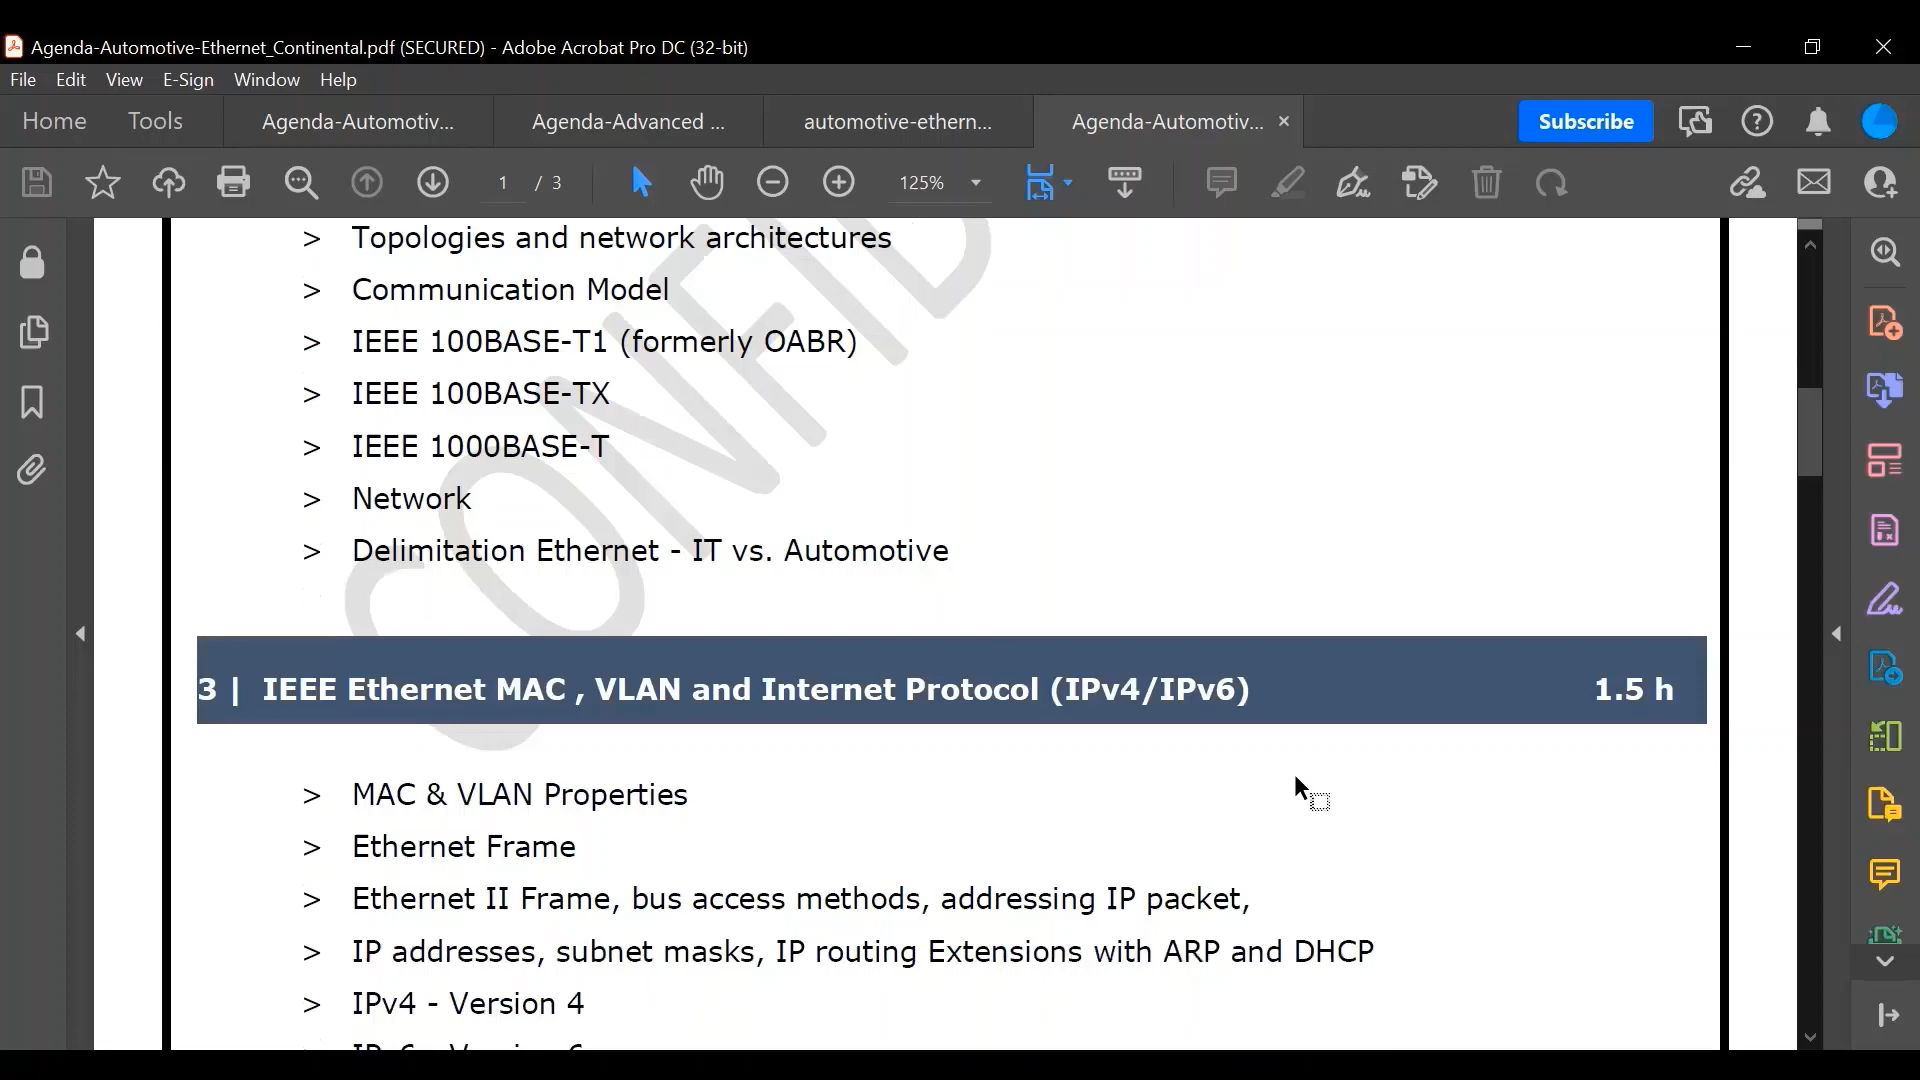 Agenda-Automotive-Ethernet_Continental.pdf (SECURED) - Adobe Acrobat Pro DC (32-bit)
File Edit View E-Sign Window Help
Home Tools Agenda-Automotiv... Agenda-Advanced ... automotive-ethern... Agenda-Automotiv... × Subscribe
1 / 3 125%
> Topologies and network architectures
> Communication Model
> IEEE 100BASE-T1 (formerly OABR)
> IEEE 100BASE-TX
> IEEE 1000BASE-T
> Network
> Delimitation Ethernet - IT vs. Automotive
CONFID
3 | IEEE Ethernet MAC , VLAN and Internet Protocol (IPv4/IPv6) 1.5 h
> MAC & VLAN Properties
> Ethernet Frame
> Ethernet II Frame, bus access methods, addressing IP packet,
> IP addresses, subnet masks, IP routing Extensions with ARP and DHCP
> IPv4 - Version 4